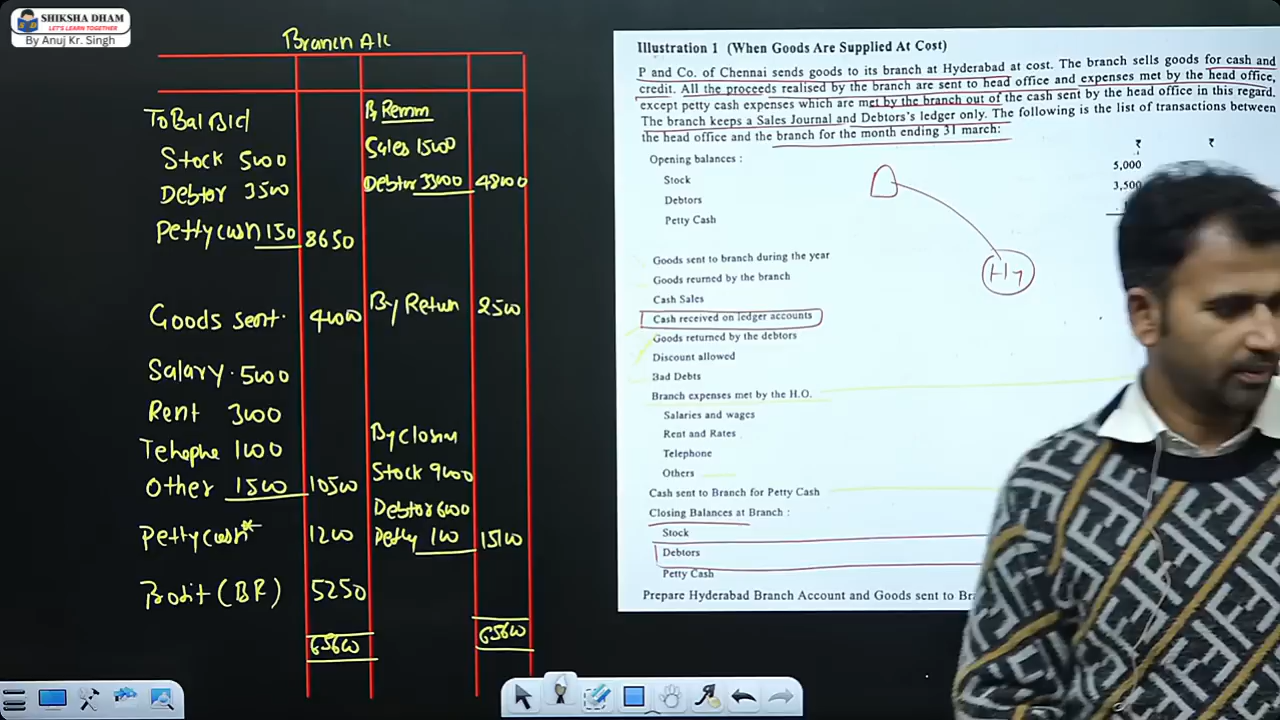 SHIKSHA DHAM
LET'S LEARN TOGETHER
By Anuj Kr. Singh
Branch A/c
To Bal B/d
Stock 5000
Debtor 3500
Petty cash 150 8650
Goods sent. 41000
Salary. 5000
Rent 3000
Telephe 1000
Other 1500 10500
Petty cash* 1200
Profit (BF) 5250
65600
By Remm
Sales 15000
Debtor 33000 48000
By Return 2500
By Closin
Stock 9000
Debtor 6000
Petty 100 15100
65600
Illustration 1 (When Goods Are Supplied At Cost)
P and Co. of Chennai sends goods to its branch at Hyderabad at cost. The branch sells goods for cash and
credit. All the proceeds realised by the branch are sent to head office and expenses met by the head office,
except petty cash expenses which are met by the branch out of the cash sent by the head office in this regard.
The branch keeps a Sales Journal and Debtors's ledger only. The following is the list of transactions between
the head office and the branch for the month ending 31 march:
₹ ₹
Opening balances :
Stock 5,000
Debtors 3,500
Petty Cash
Hy
Goods sent to branch during the year
Goods reurned by the branch
Cash Sales
Cash received on ledger accounts
Goods returned by the debtors
Discount allowed
Bad Debts
Branch expenses met by the H.O.
Salaries and wages
Rent and Rates
Telephone
Others
Cash sent to Branch for Petty Cash
Closing Balances at Branch :
Stock
Debtors
Petty Cash
Prepare Hyderabad Branch Account and Goods sent to